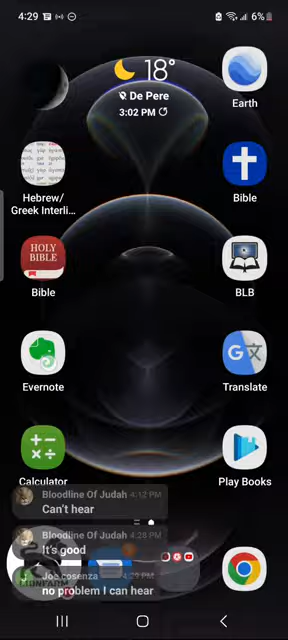 4:29
6%
18°
De Pere
3:02 PM
Earth
Hebrew/
Greek Interli...
Bible
HOLY
BIBLE
Bible
BLB
Evernote
Translate
Calculator
Play Books
Bloodline Of Judah 4:12 PM
Can't hear
Bloodline Of Judah 4:28 PM
It's good
Joe cosenza 4:29 PM
no problem I can hear
LIONFARM